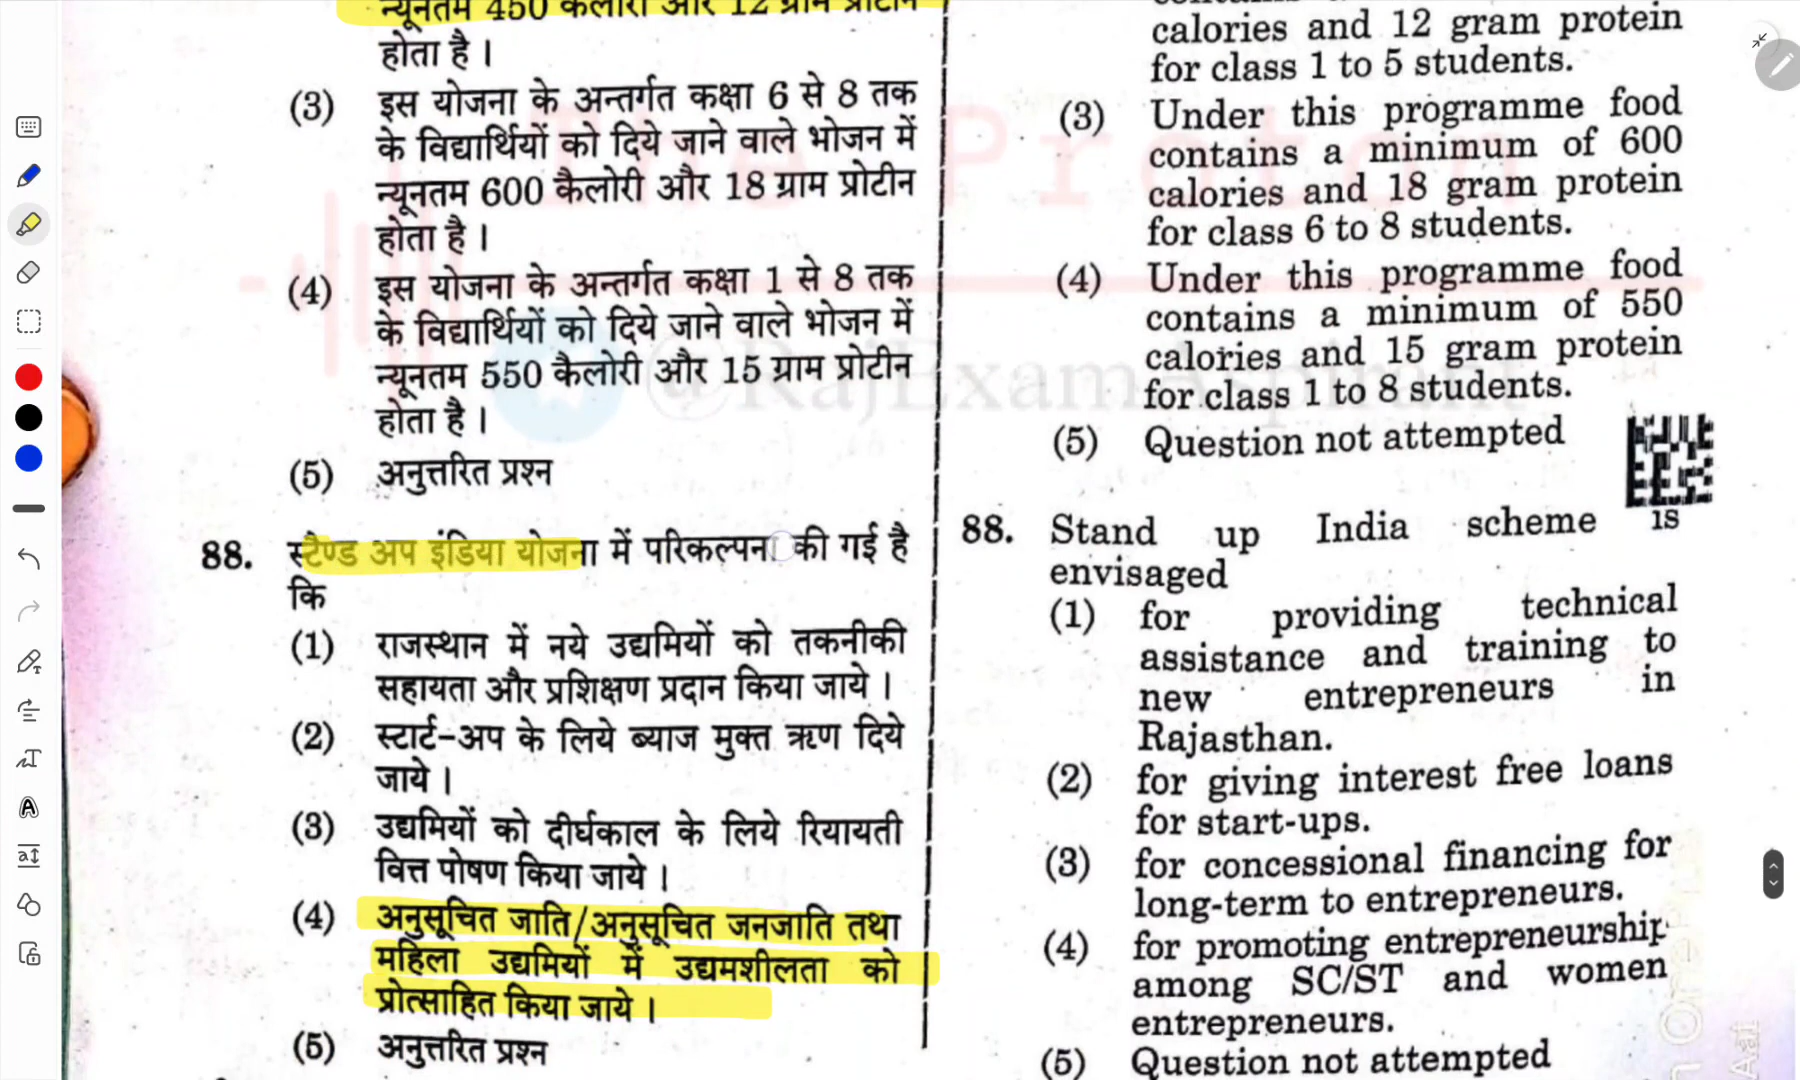 न्यूनतम 450 कैलोरी और 12 ग्राम प्रोटीन
होता है ।
(3) इस योजना के अन्तर्गत कक्षा 6 से 8 तक
के विद्यार्थियों को दिये जाने वाले भोजन में
न्यूनतम 600 कैलोरी और 18 ग्राम प्रोटीन
होता है ।
(4) इस योजना के अन्तर्गत कक्षा 1 से 8 तक
के विद्यार्थियों को दिये जाने वाले भोजन में
न्यूनतम 550 कैलोरी और 15 ग्राम प्रोटीन
होता है ।
(5) अनुत्तरित प्रश्न
88. स्टैण्ड अप इंडिया योजना में परिकल्पना की गई है
कि
(1) राजस्थान में नये उद्यमियों को तकनीकी
सहायता और प्रशिक्षण प्रदान किया जाये ।
(2) स्टार्ट-अप के लिये ब्याज मुक्त ऋण दिये
जाये ।
(3) उद्यमियों को दीर्घकाल के लिये रियायती
वित्त पोषण किया जाये ।
(4) अनुसूचित जाति/अनुसूचित जनजाति तथा
महिला उद्यमियों में उद्यमशीलता को
प्रोत्साहित किया जाये ।
(5) अनुत्तरित प्रश्न
calories and 12 gram protein
for class 1 to 5 students.
(3) Under this programme food
contains a minimum of 600
calories and 18 gram protein
for class 6 to 8 students.
(4) Under this programme food
contains a minimum of 550
calories and 15 gram protein
for class 1 to 8 students.
(5) Question not attempted
88. Stand up India scheme is
envisaged
(1) for providing technical
assistance and training to
new entrepreneurs in
Rajasthan.
(2) for giving interest free loans
for start-ups.
(3) for concessional financing for
long-term to entrepreneurs.
(4) for promoting entrepreneurship
among SC/ST and women
entrepreneurs.
(5) Question not attempted
The Proton
@RajExamAspirant